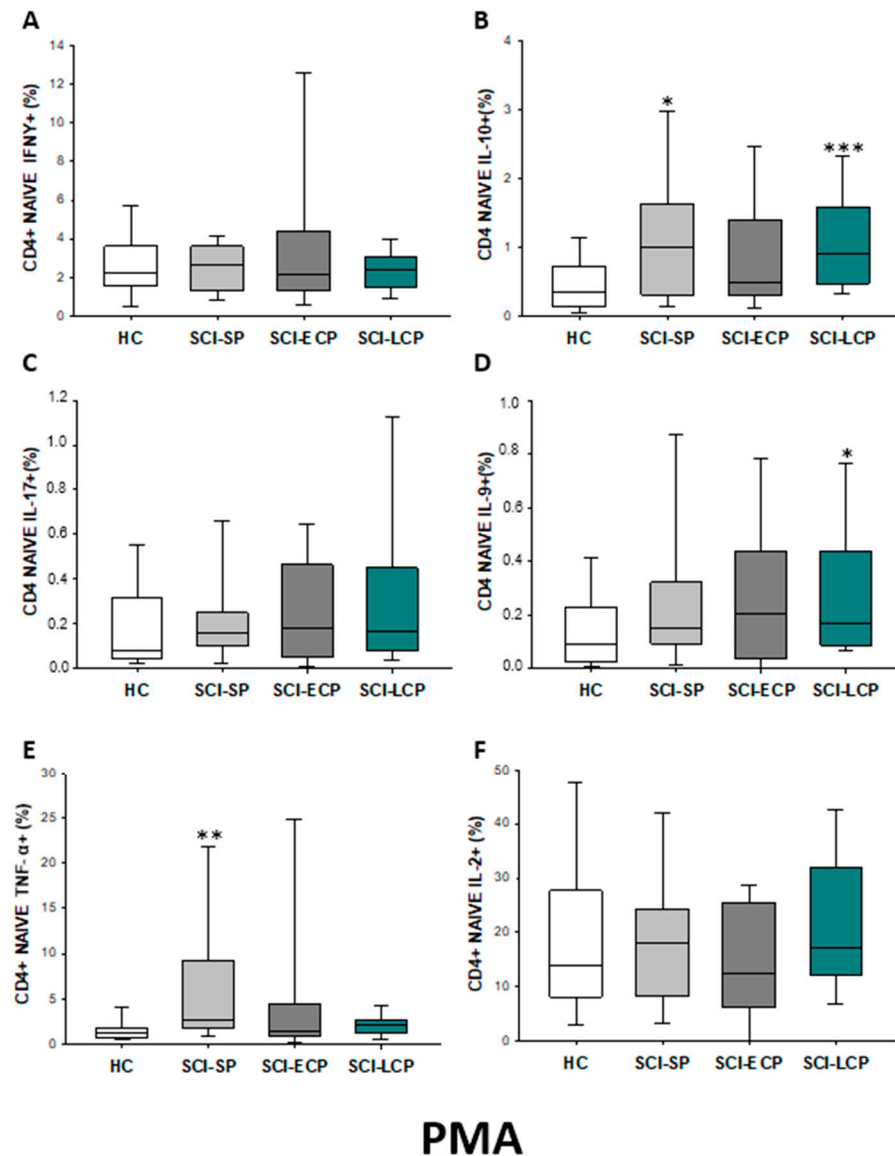 A
CD4+ NAIVE IFNY+ (%)
14
12
10
8
6
4
2
0
HC SCI-SP SCI-ECP SCI-LCP
B
CD4 NAIVE IL-10+(%)
4
3
2
1
0
*
***
HC SCI-SP SCI-ECP SCI-LCP
C
CD4 NAIVE IL-17+(%)
1.2
1.0
0.8
0.6
0.4
0.2
0.0
HC SCI-SP SCI-ECP SCI-LCP
D
CD4 NAIVE IL-9+(%)
1.0
0.8
0.6
0.4
0.2
0.0
*
HC SCI-SP SCI-ECP SCI-LCP
E
CD4+ NAIVE TNF- α+ (%)
30
25
20
15
10
5
0
**
HC SCI-SP SCI-ECP SCI-LCP
F
CD4+ NAIVE IL-2+ (%)
50
40
30
20
10
0
HC SCI-SP SCI-ECP SCI-LCP
PMA